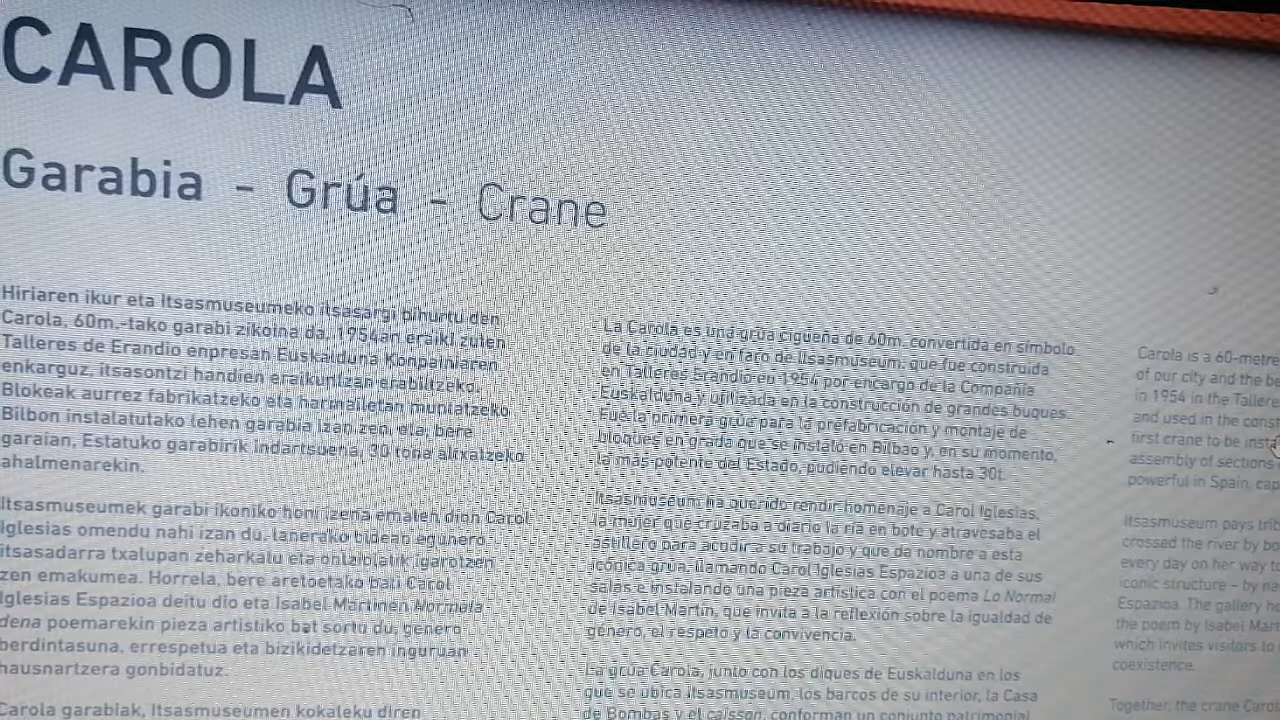 CAROLA
Garabia - Grúa - Crane
Hiriaren ikur eta Itsasmuseumeko itsasargi bihurtu den
Carola, 60m.-tako garabi zikoina da. 1954an eraiki zuten
Talleres de Erandio enpresan Euskalduna Konpainiaren
enkarguz, itsasontzi handien eraikuntzan erabiltzeko.
Blokeak aurrez fabrikatzeko eta harmailetan muntatzeko
Bilbon instalatutako lehen garabia izan zen, eta, bere
garaian, Estatuko garabirik indartsuena, 30 tona altxatzeko
ahalmenarekin.
Itsasmuseumek garabi ikoniko honi izena ematen dion Carol
Iglesias omendu nahi izan du, lanerako bidean egunero
itsasadarra txalupan zeharkatu eta ontziolatik igarotzen
zen emakumea. Horrela, bere aretoetako bati Carol
Iglesias Espazioa deitu dio eta Isabel Martinen Normala
dena poemarekin pieza artistiko bat sortu du, genero
berdintasuna, errespetua eta bizikidetzaren inguruan
hausnartzera gonbidatuz.
Carola garabiak, Itsasmuseumen kokaleku diren
La Carola es una grúa cigüeña de 60m. convertida en símbolo
de la ciudad y en faro de Itsasmuseum, que fue construida
en Talleres Erandio en 1954 por encargo de la Compañía
Euskalduna y utilizada en la construcción de grandes buques.
Fue la primera grúa para la prefabricación y montaje de
bloques en grada que se instaló en Bilbao y, en su momento,
la más potente del Estado, pudiendo elevar hasta 30t.
Itsasmuseum ha querido rendir homenaje a Carol Iglesias,
la mujer que cruzaba a diario la ría en bote y atravesaba el
astillero para acudir a su trabajo y que da nombre a esta
icónica grúa, llamando Carol Iglesias Espazioa a una de sus
salas e instalando una pieza artística con el poema Lo Normal
de Isabel Martín, que invita a la reflexión sobre la igualdad de
género, el respeto y la convivencia.
La grúa Carola, junto con los diques de Euskalduna en los
que se ubica Itsasmuseum, los barcos de su interior, la Casa
de Bombas y el caisson, conforman un conjunto patrimonial
Carola is a 60-metre
of our city and the be
in 1954 in the Tallere
and used in the const
first crane to be insta
assembly of sections
powerful in Spain, cap
Itsasmuseum pays trib
crossed the river by bo
every day on her way to
iconic structure – by na
Espazioa. The gallery ho
the poem by Isabel Mart
which invites visitors to
coexistence.
Together, the crane Carol